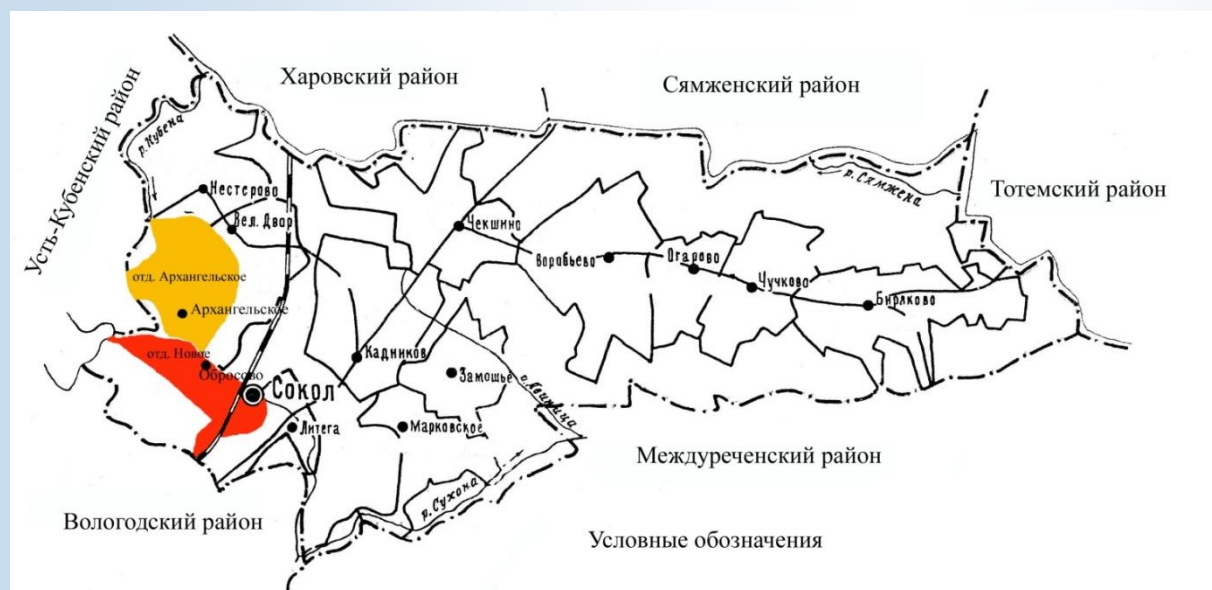 Харовский район
Сямженский район
Усть-Кубенский район
р. Кубена
р. Сямжена
Тотемский район
Нестерово
Вел. Двор
Чекшино
Воробьево
Огарово
Чучково
Биряково
отд. Архангельское
Архангельское
отд. Новое
Обросово
Кадников
Замошье
СОКОЛ
Литега
Марковское
Междуреченский район
р. Сухона
Вологодский район
Условные обозначения